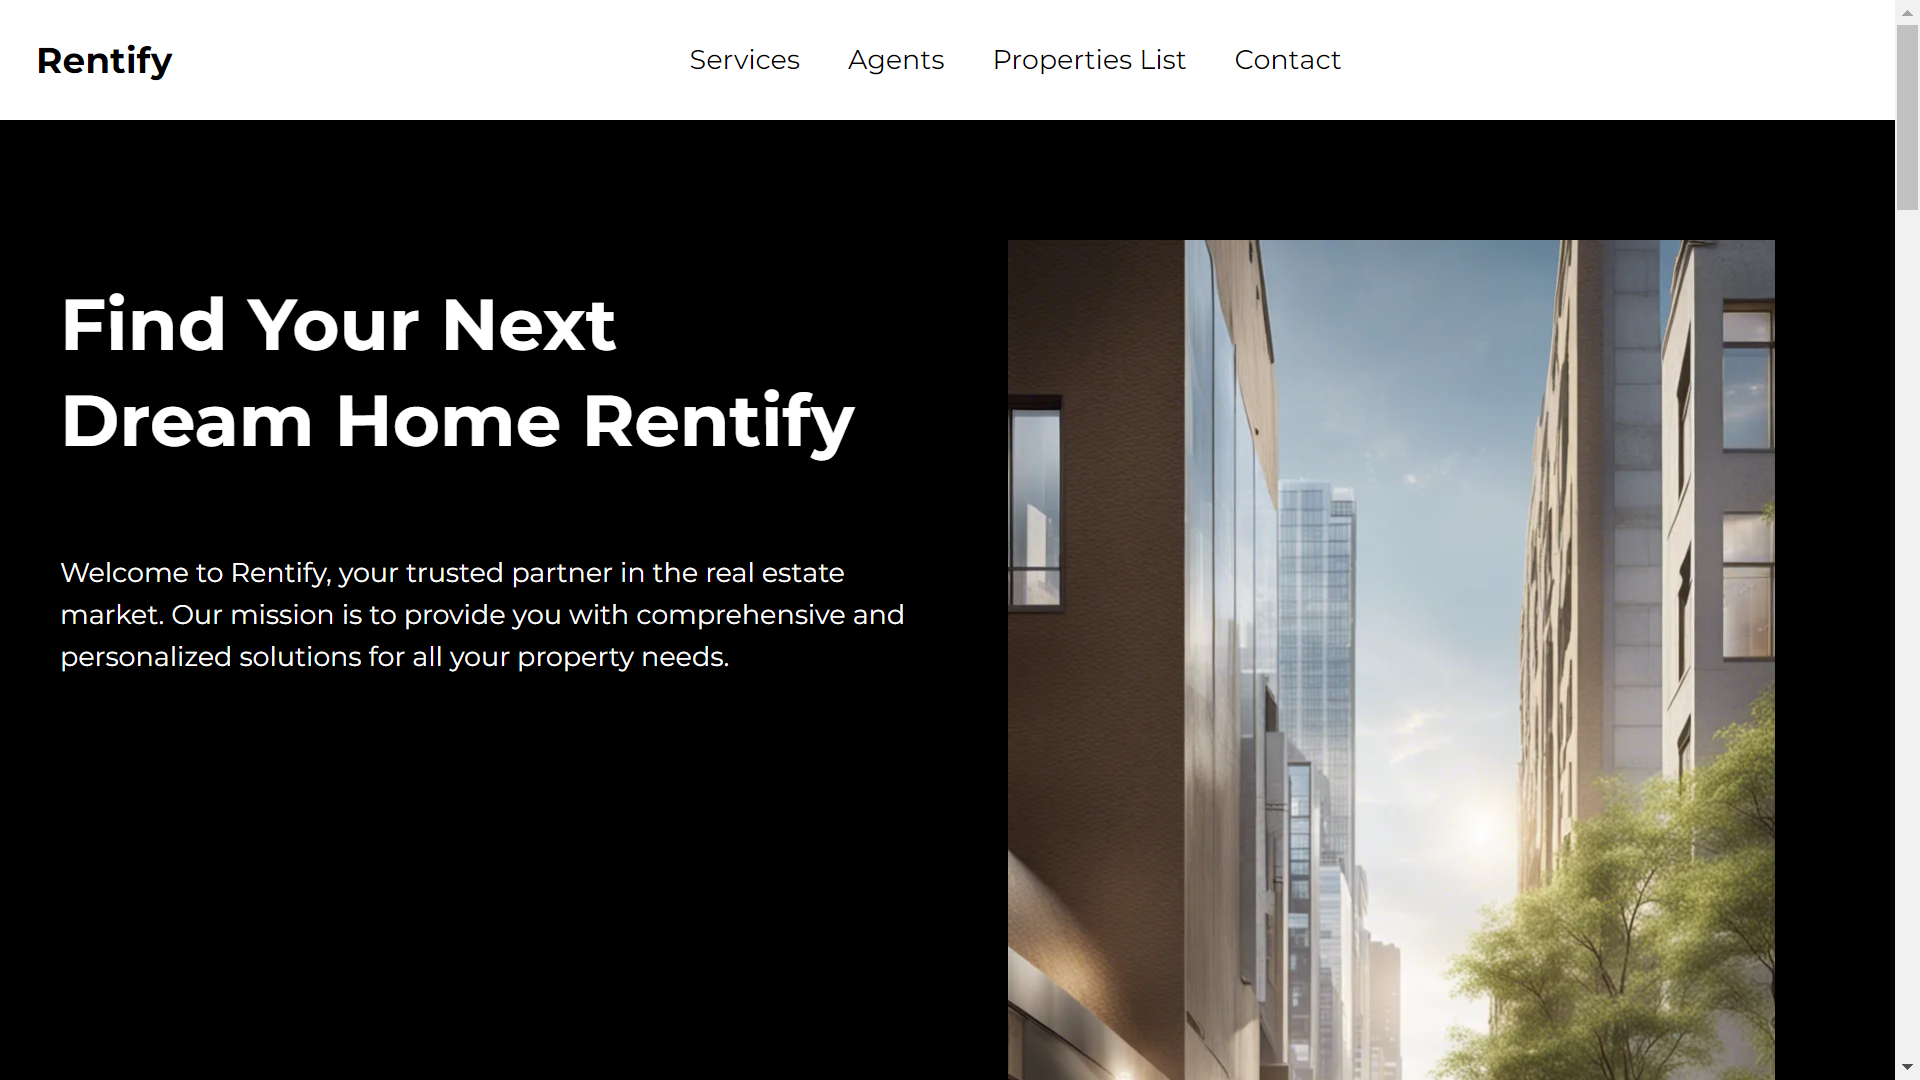 Rentify
Services
Agents
Properties List
Contact
Find Your Next
Dream Home Rentify
Welcome to Rentify, your trusted partner in the real estate
market. Our mission is to provide you with comprehensive and
personalized solutions for all your property needs.